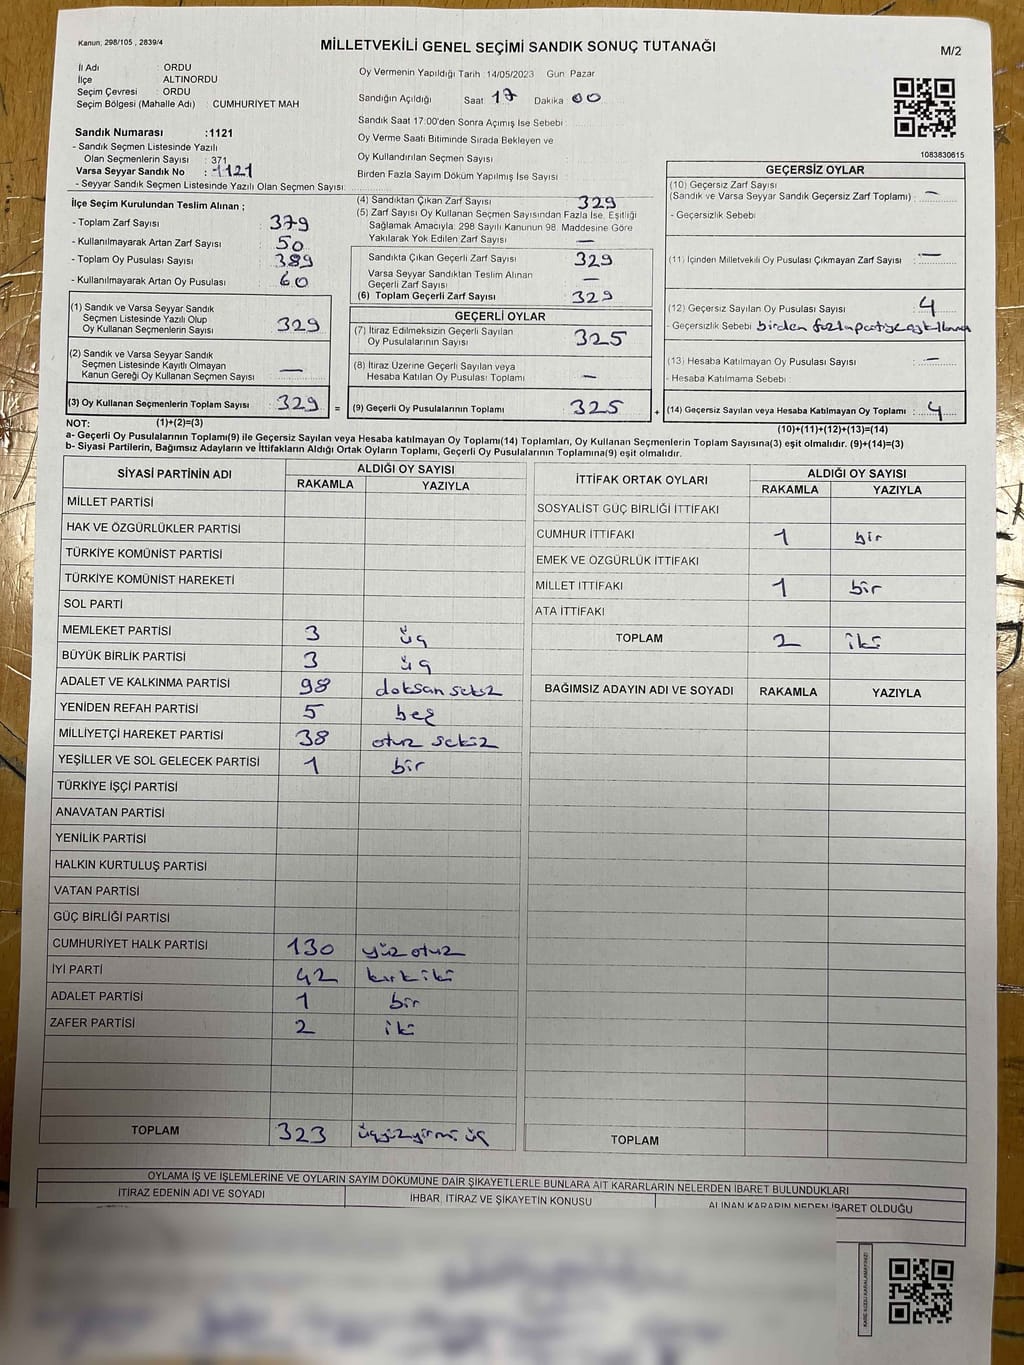 Kanun; 298/105 , 2839/4
MİLLETVEKİLİ GENEL SEÇİMİ SANDIK SONUÇ TUTANAĞI
M/2
İl Adı : ORDU
İlçe : ALTINORDU
Seçim Çevresi : ORDU
Seçim Bölgesi (Mahalle Adı) : CUMHURİYET MAH
Oy Vermenin Yapıldığı Tarih : 14/05/2023 Gün : Pazar
Sandığın Açıldığı Saat 17 Dakika 00
Sandık Saat 17:00'den Sonra Açımış İse Sebebi :
Oy Verme Saati Bitiminde Sırada Bekleyen ve
Oy Kullandırılan Seçmen Sayısı
Birden Fazla Sayım Döküm Yapılmış İse Sayısı :
Sandık Numarası :1121
- Sandık Seçmen Listesinde Yazılı
Olan Seçmenlerin Sayısı : 371
Varsa Seyyar Sandık No : -1121
- Seyyar Sandık Seçmen Listesinde Yazılı Olan Seçmen Sayısı:
1083830615
İlçe Seçim Kurulundan Teslim Alınan ;
- Toplam Zarf Sayısı : 379
- Kullanılmayarak Artan Zarf Sayısı : 50
- Toplam Oy Pusulası Sayısı : 389
- Kullanılmayarak Artan Oy Pusulası : 60
(1) Sandık ve Varsa Seyyar Sandık
Seçmen Listesinde Yazılı Olup
Oy Kullanan Seçmenlerin Sayısı : 329
(2) Sandık ve Varsa Seyyar Sandık
Seçmen Listesinde Kayıtlı Olmayan
Kanun Gereği Oy Kullanan Seçmen Sayısı : —
(3) Oy Kullanan Seçmenlerin Toplam Sayısı : 329 =
(4) Sandıktan Çıkan Zarf Sayısı : 329
(5) Zarf Sayısı Oy Kullanan Seçmen Sayısından Fazla İse, Eşitliği
Sağlamak Amacıyla; 298 Sayılı Kanunun 98. Maddesine Göre
Yakılarak Yok Edilen Zarf Sayısı : —
Sandıkta Çıkan Geçerli Zarf Sayısı : 329
Varsa Seyyar Sandıktan Teslim Alınan
Geçerli Zarf Sayısı : —
(6) Toplam Geçerli Zarf Sayısı : 329
GEÇERLİ OYLAR
(7) İtiraz Edilmeksizin Geçerli Sayılan
Oy Pusulalarının Sayısı : 325
(8) İtiraz Üzerine Geçerli Sayılan veya
Hesaba Katılan Oy Pusulası Toplamı : —
(9) Geçerli Oy Pusulalarının Toplamı : 325 +
GEÇERSİZ OYLAR
(10) Geçersiz Zarf Sayısı
(Sandık ve Varsa Seyyar Sandık Geçersiz Zarf Toplamı) : —
- Geçersizlik Sebebi :
(11) İçinden Milletvekili Oy Pusulası Çıkmayan Zarf Sayısı : —
(12) Geçersiz Sayılan Oy Pusulası Sayısı : 4
- Geçersizlik Sebebi : birden fazla partiye oy kullanma
(13) Hesaba Katılmayan Oy Pusulası Sayısı : —
- Hesaba Katılmama Sebebi :
(14) Geçersiz Sayılan veya Hesaba Katılmayan Oy Toplamı : 4
NOT: (1)+(2)=(3)
(10)+(11)+(12)+(13)=(14)
a- Geçerli Oy Pusulalarının Toplamı(9) ile Geçersiz Sayılan veya Hesaba katılmayan Oy Toplamı(14) Toplamları, Oy Kullanan Seçmenlerin Toplam Sayısına(3) eşit olmalıdır. (9)+(14)=(3)
b- Siyasi Partilerin, Bağımsız Adayların ve İttifakların Aldığı Ortak Oyların Toplamı, Geçerli Oy Pusulalarının Toplamına(9) eşit olmalıdır.
SİYASİ PARTİNİN ADI ALDIĞI OY SAYISI
RAKAMLA YAZIYLA
MİLLET PARTİSİ
HAK VE ÖZGÜRLÜKLER PARTİSİ
TÜRKİYE KOMÜNİST PARTİSİ
TÜRKİYE KOMÜNİST HAREKETİ
SOL PARTİ
MEMLEKET PARTİSİ 3 üç
BÜYÜK BİRLİK PARTİSİ 3 üç
ADALET VE KALKINMA PARTİSİ 98 doksan sekiz
YENİDEN REFAH PARTİSİ 5 beş
MİLLİYETÇİ HAREKET PARTİSİ 38 otuz sekiz
YEŞİLLER VE SOL GELECEK PARTİSİ 1 bir
TÜRKİYE İŞÇİ PARTİSİ
ANAVATAN PARTİSİ
YENİLİK PARTİSİ
HALKIN KURTULUŞ PARTİSİ
VATAN PARTİSİ
GÜÇ BİRLİĞİ PARTİSİ
CUMHURİYET HALK PARTİSİ 130 yüz otuz
İYİ PARTİ 42 kırk iki
ADALET PARTİSİ 1 bir
ZAFER PARTİSİ 2 iki
TOPLAM 323 üçyüzyirmi üç
İTTİFAK ORTAK OYLARI ALDIĞI OY SAYISI
RAKAMLA YAZIYLA
SOSYALİST GÜÇ BİRLİĞİ İTTİFAKI
CUMHUR İTTİFAKI 1 bir
EMEK VE ÖZGÜRLÜK İTTİFAKI
MİLLET İTTİFAKI 1 bir
ATA İTTİFAKI
TOPLAM 2 iki
BAĞIMSIZ ADAYIN ADI VE SOYADI RAKAMLA YAZIYLA
TOPLAM
OYLAMA İŞ VE İŞLEMLERİNE VE OYLARIN SAYIM DÖKÜMÜNE DAİR ŞİKAYETLERLE BUNLARA AİT KARARLARIN NELERDEN İBARET BULUNDUKLARI
İTİRAZ EDENİN ADI VE SOYADI İHBAR, İTİRAZ VE ŞİKAYETİN KONUSU ALINAN KARARIN NEDEN İBARET OLDUĞU
KARE KODU KARALAMAYINIZ!